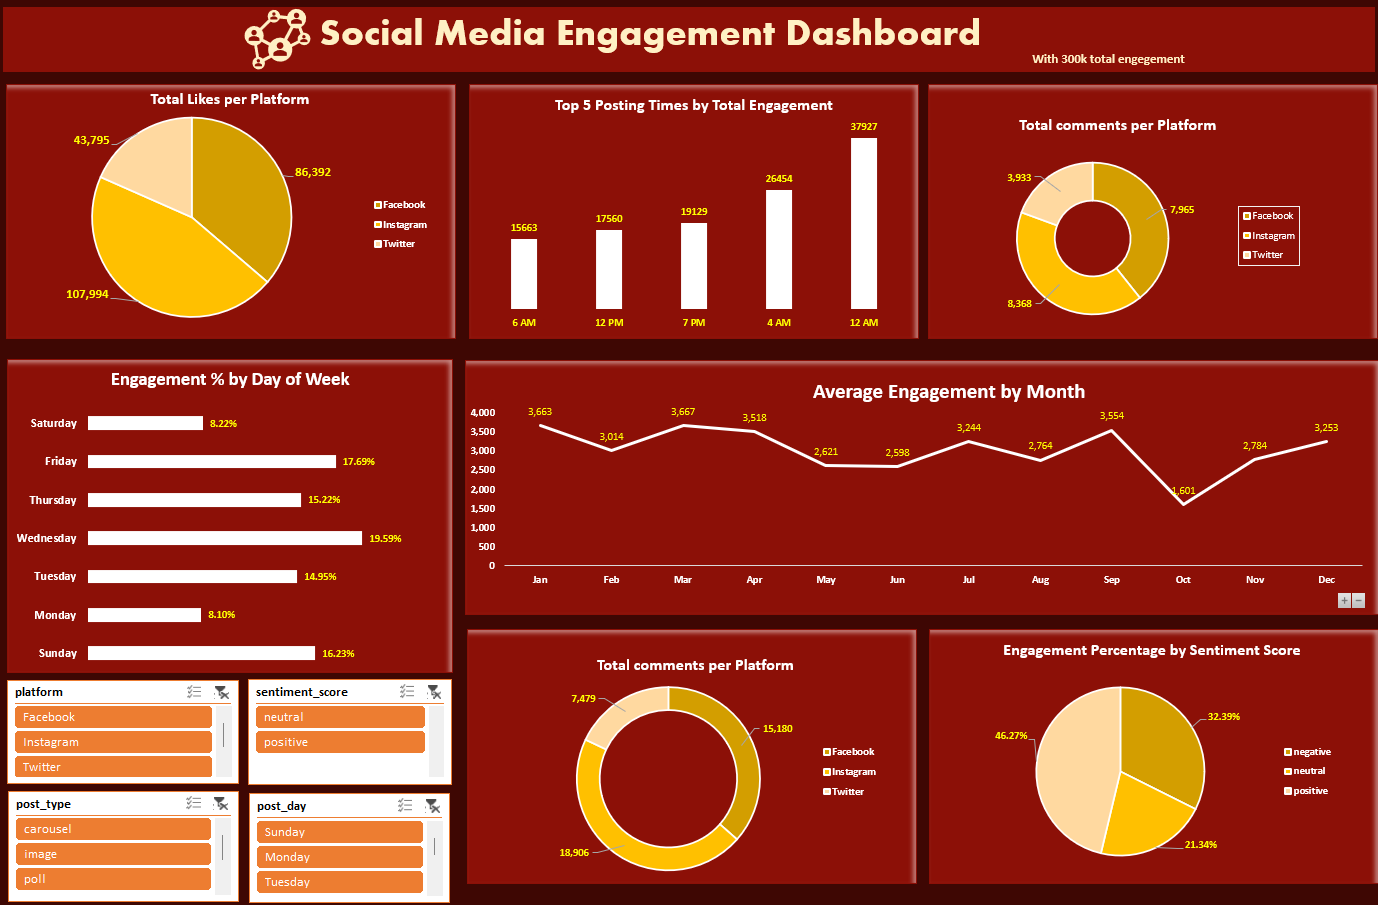 Social Media Engagement Dashboard
With 300k total engegement
Total Likes per Platform
43,795
86,392
107,994
Facebook
Instagram
Twitter
Top 5 Posting Times by Total Engagement
15663
17560
19129
26454
37927
6 AM
12 PM
7 PM
4 AM
12 AM
Total comments per Platform
3,933
7,965
8,368
Facebook
Instagram
Twitter
Engagement % by Day of Week
Saturday 8.22%
Friday 17.69%
Thursday 15.22%
Wednesday 19.59%
Tuesday 14.95%
Monday 8.10%
Sunday 16.23%
Average Engagement by Month
4,000
3,500
3,000
2,500
2,000
1,500
1,000
500
0
3,663
3,014
3,667
3,518
2,621
2,598
3,244
2,764
3,554
1,601
2,784
3,253
Jan
Feb
Mar
Apr
May
Jun
Jul
Aug
Sep
Oct
Nov
Dec
+ −
platform
Facebook
Instagram
Twitter
sentiment_score
neutral
positive
post_type
carousel
image
poll
post_day
Sunday
Monday
Tuesday
Total comments per Platform
7,479
15,180
18,906
Facebook
Instagram
Twitter
Engagement Percentage by Sentiment Score
32.39%
46.27%
21.34%
negative
neutral
positive